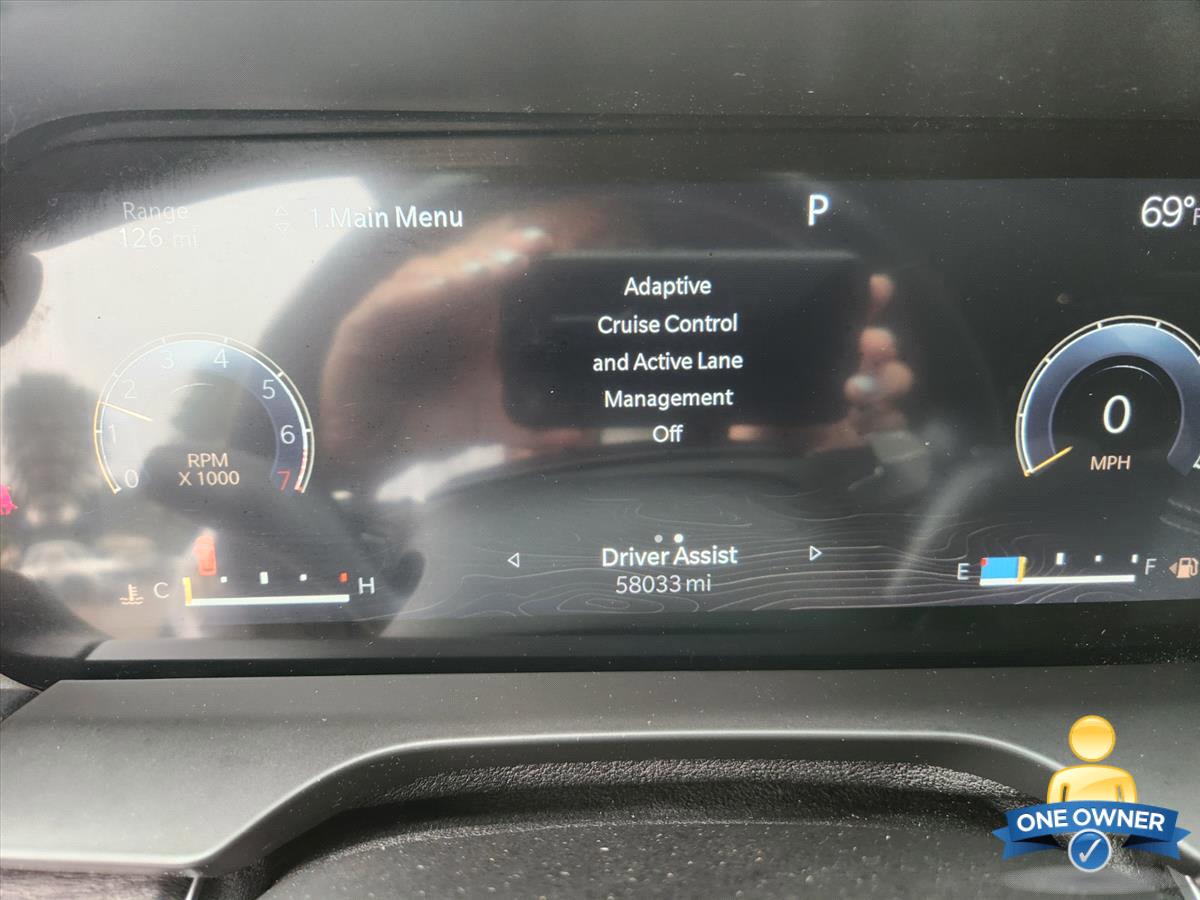 Range
126 mi
1.Main Menu
P
69°F
Adaptive
Cruise Control
and Active Lane
Management
Off
0 1 2 3 4 5 6 7
RPM
X 1000
0
MPH
C H
Driver Assist
58033 mi
E F
ONE OWNER